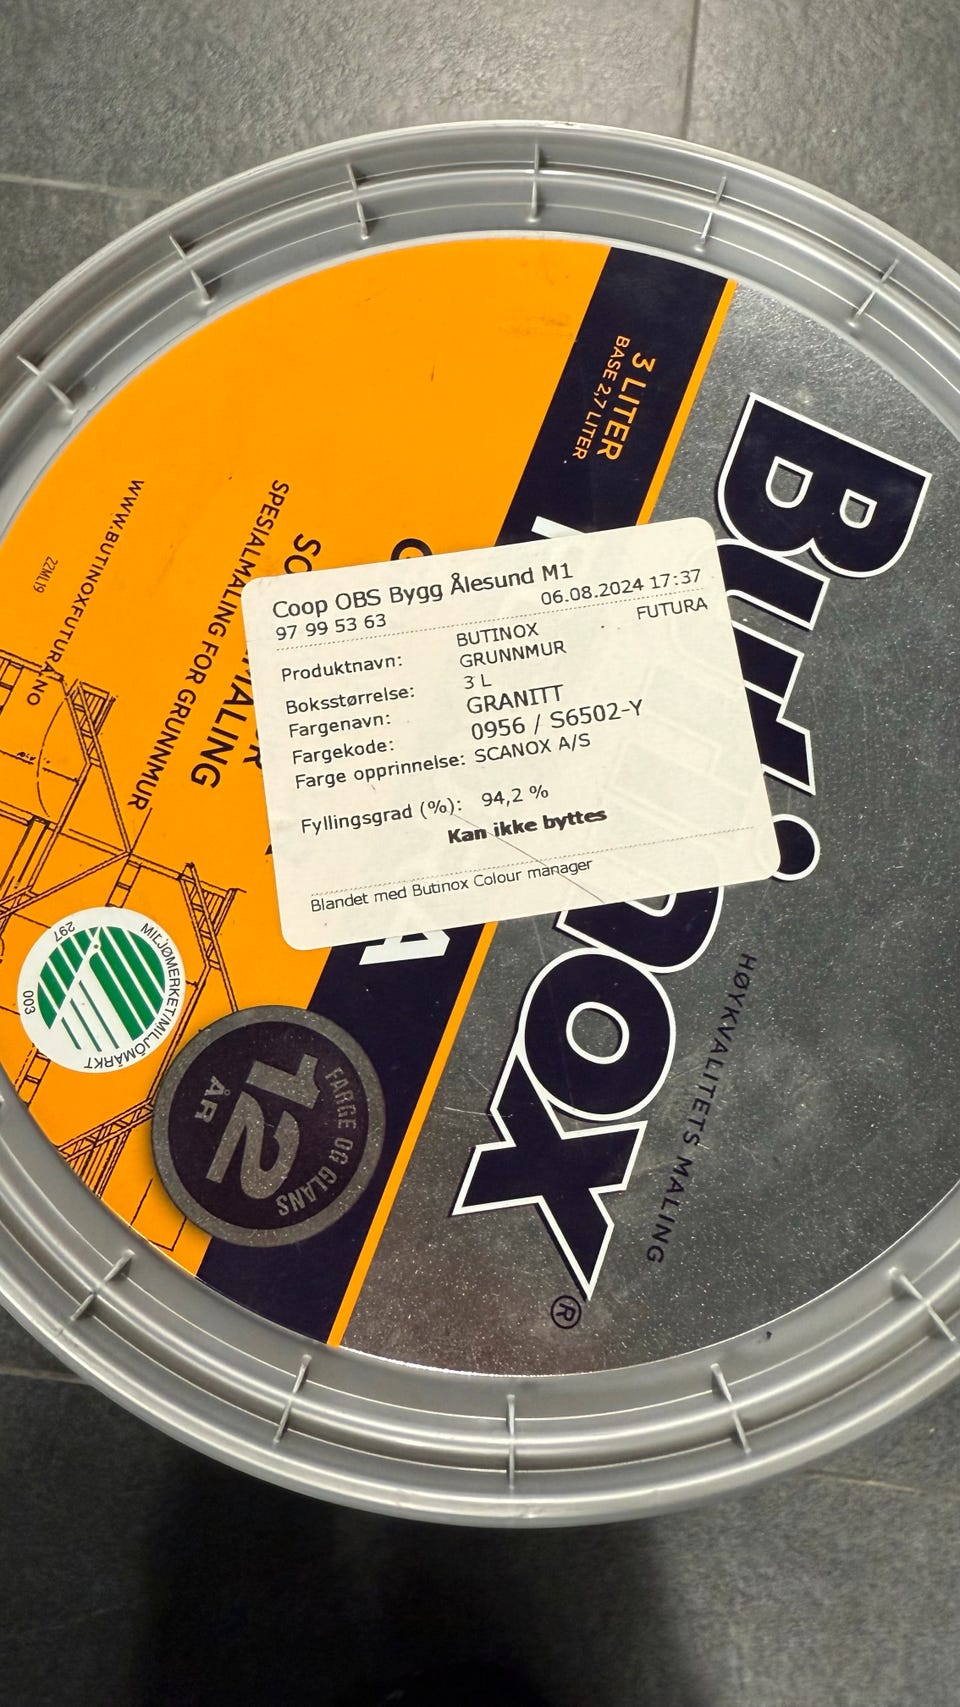 Coop OBS Bygg Ålesund M1
97 99 53 63
06.08.2024 17:37
Produktnavn: BUTINOX FUTURA
GRUNNMUR
Boksstørrelse: 3 L
Fargenavn: GRANITT
Fargekode: 0956 / S6502-Y
Farge opprinnelse: SCANOX A/S
Fyllingsgrad (%): 94,2 %
Kan ikke byttes
Blandet med Butinox Colour manager
Butinox®
HØYKVALITETS MALING
3 LITER
BASE 2,7 LITER.
SPESIALMALING FOR GRUNNMUR
WWW.BUTINOXFUTURA.NO
22ML19
FARGE OG GLANS
12
ÅR
MILJØMERKET/MILJÖMÄRKT
297
003